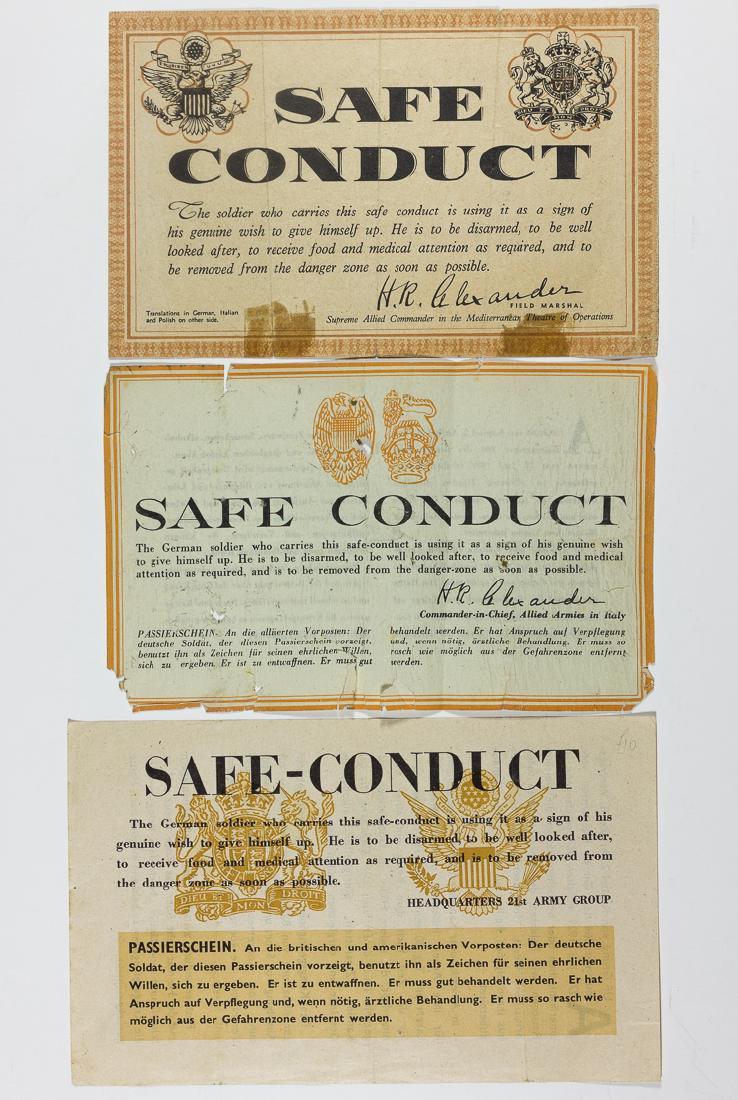 E PLURIBUS UNUM
DIEU ET MON DROIT
SAFE
CONDUCT
The soldier who carries this safe conduct is using it as a sign of
his genuine wish to give himself up. He is to be disarmed, to be well
looked after, to receive food and medical attention as required, and to
be removed from the danger zone as soon as possible.
H.R. Alexander
FIELD MARSHAL
Translations in German, Italian
and Polish on other side.
Supreme Allied Commander in the Mediterranean Theatre of Operations
SAFE CONDUCT
The German soldier who carries this safe-conduct is using it as a sign of his genuine wish
to give himself up. He is to be disarmed, to be well looked after, to receive food and medical
attention as required, and is to be removed from the danger-zone as soon as possible.
H.R. Alexander
Commander-in-Chief, Allied Armies in Italy
PASSIERSCHEIN. An die alliierten Vorposten: Der
deutsche Soldat, der diesen Passierschein vorzeigt,
benutzt ihn als Zeichen für seinen ehrlichen Willen,
sich zu ergeben. Er ist zu entwaffnen. Er muss gut
behandelt werden. Er hat Anspruch auf Verpflegung
und, wenn nötig, ärztliche Behandlung. Er muss so
rasch wie möglich aus der Gefahrenzone entfernt
werden.
$10
SAFE-CONDUCT
The German soldier who carries this safe-conduct is using it as a sign of his
genuine wish to give himself up. He is to be disarmed, to be well looked after,
to receive food and medical attention as required, and is to be removed from
the danger zone as soon as possible.
DIEU ET MON DROIT
HEADQUARTERS 21st ARMY GROUP
PASSIERSCHEIN. An die britischen und amerikanischen Vorposten: Der deutsche
Soldat, der diesen Passierschein vorzeigt, benutzt ihn als Zeichen für seinen ehrlichen
Willen, sich zu ergeben. Er ist zu entwaffnen. Er muss gut behandelt werden. Er hat
Anspruch auf Verpflegung und, wenn nötig, ärztliche Behandlung. Er muss so rasch wie
möglich aus der Gefahrenzone entfernt werden.